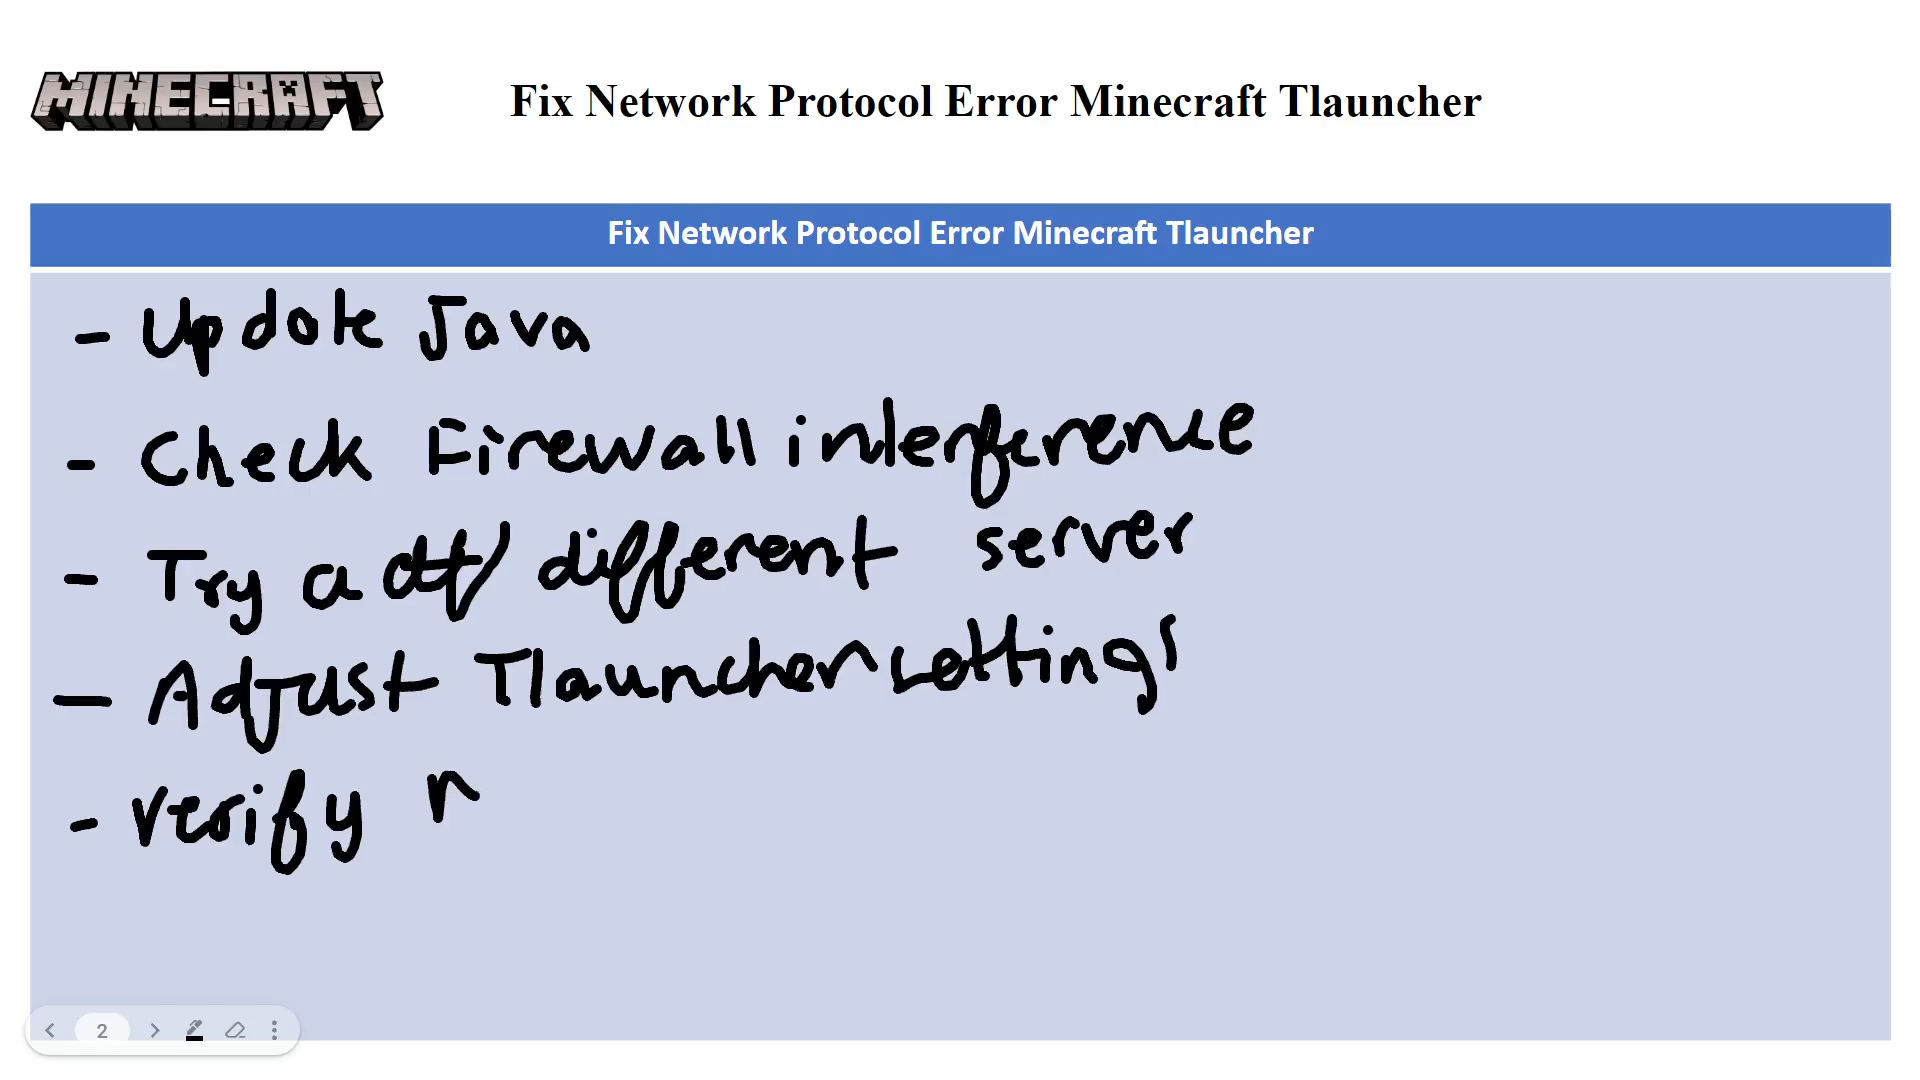 MINECRAFT
Fix Network Protocol Error Minecraft Tlauncher
Fix Network Protocol Error Minecraft Tlauncher
- Update Java
- Check Firewall interference
- Try a different server
- Adjust Tlauncher settings
- verify n
2